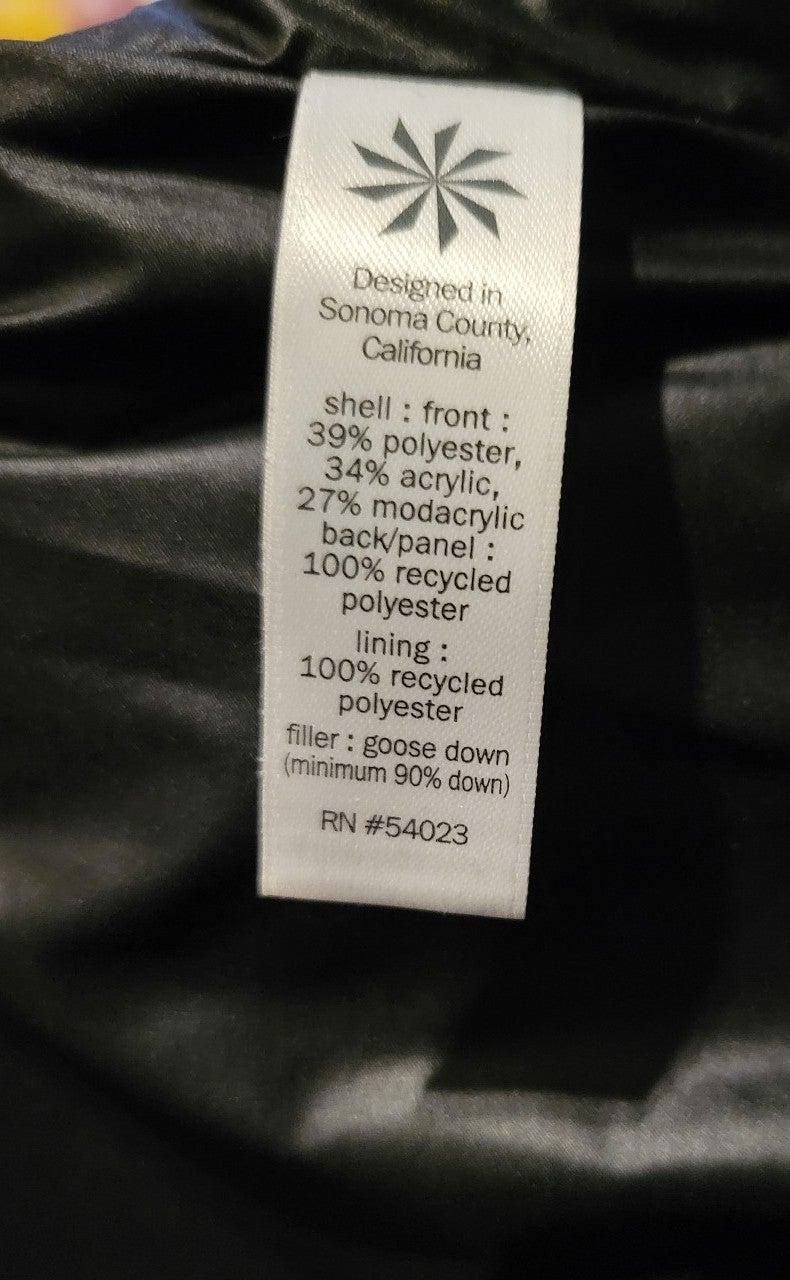 Designed in
Sonoma County,
California
shell : front :
39% polyester,
34% acrylic,
27% modacrylic
back/panel :
100% recycled
polyester
lining :
100% recycled
polyester
filler : goose down
(minimum 90% down)
RN #54023